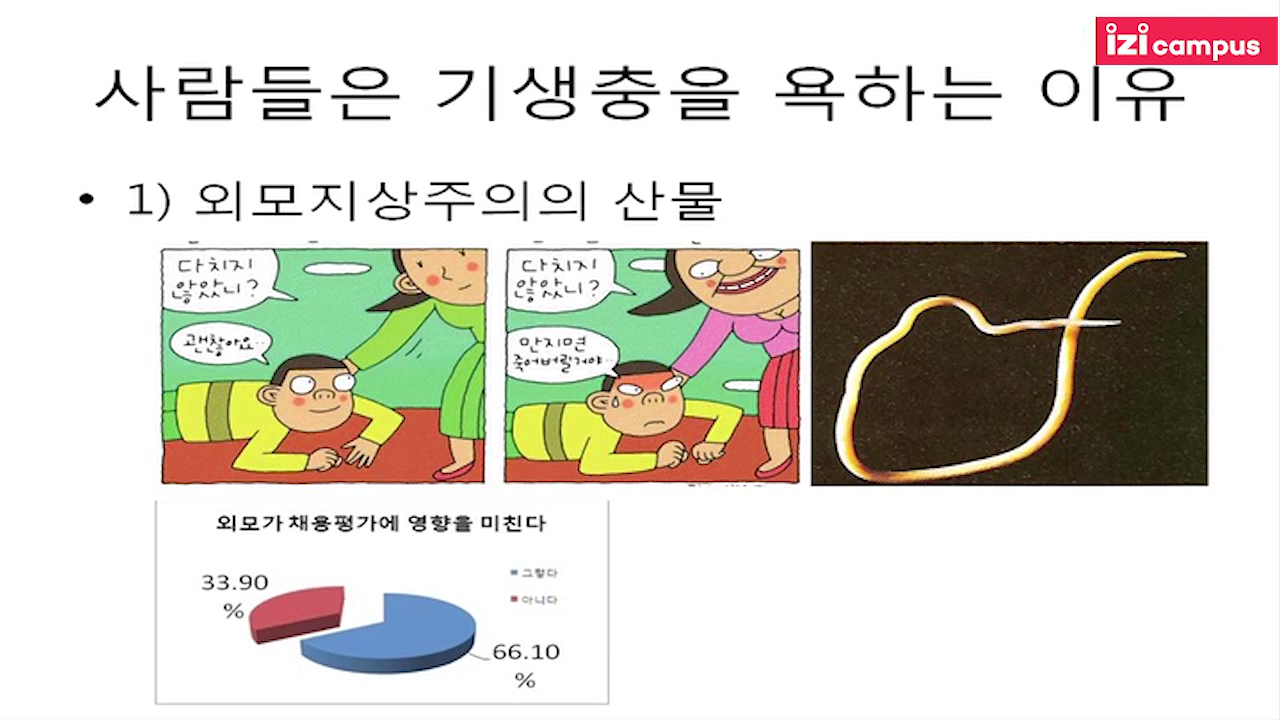 izi campus
사람들은 기생충을 욕하는 이유
• 1) 외모지상주의의 산물
다치지
않았니?
괜찮아요..
다치지
않았니?
만지면
죽어버릴거야..
외모가 채용평가에 영향을 미친다
그렇다
아니다
33.90
%
66.10
%